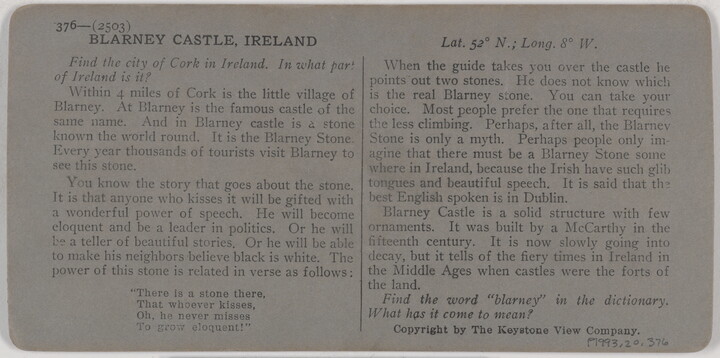 376—(2503)
BLARNEY CASTLE, IRELAND
Find the city of Cork in Ireland. In what part
of Ireland is it?
Within 4 miles of Cork is the little village of
Blarney. At Blarney is the famous castle of the
same name. And in Blarney castle is a stone
known the world round. It is the Blarney Stone.
Every year thousands of tourists visit Blarney to
see this stone.
You know the story that goes about the stone.
It is that anyone who kisses it will be gifted with
a wonderful power of speech. He will become
eloquent and be a leader in politics. Or he will
be a teller of beautiful stories. Or he will be able
to make his neighbors believe black is white. The
power of this stone is related in verse as follows:
"There is a stone there,
That whoever kisses,
Oh, he never misses
To grow eloquent!"
Lat. 52° N.; Long. 8° W.
When the guide takes you over the castle he
points out two stones. He does not know which
is the real Blarney stone. You can take your
choice. Most people prefer the one that requires
the less climbing. Perhaps, after all, the Blarney
Stone is only a myth. Perhaps people only im-
agine that there must be a Blarney Stone some
where in Ireland, because the Irish have such glib
tongues and beautiful speech. It is said that the
best English spoken is in Dublin.
Blarney Castle is a solid structure with few
ornaments. It was built by a McCarthy in the
fifteenth century. It is now slowly going into
decay, but it tells of the fiery times in Ireland in
the Middle Ages when castles were the forts of
the land.
Find the word "blarney" in the dictionary.
What has it come to mean?
Copyright by The Keystone View Company.
P1993.20.376